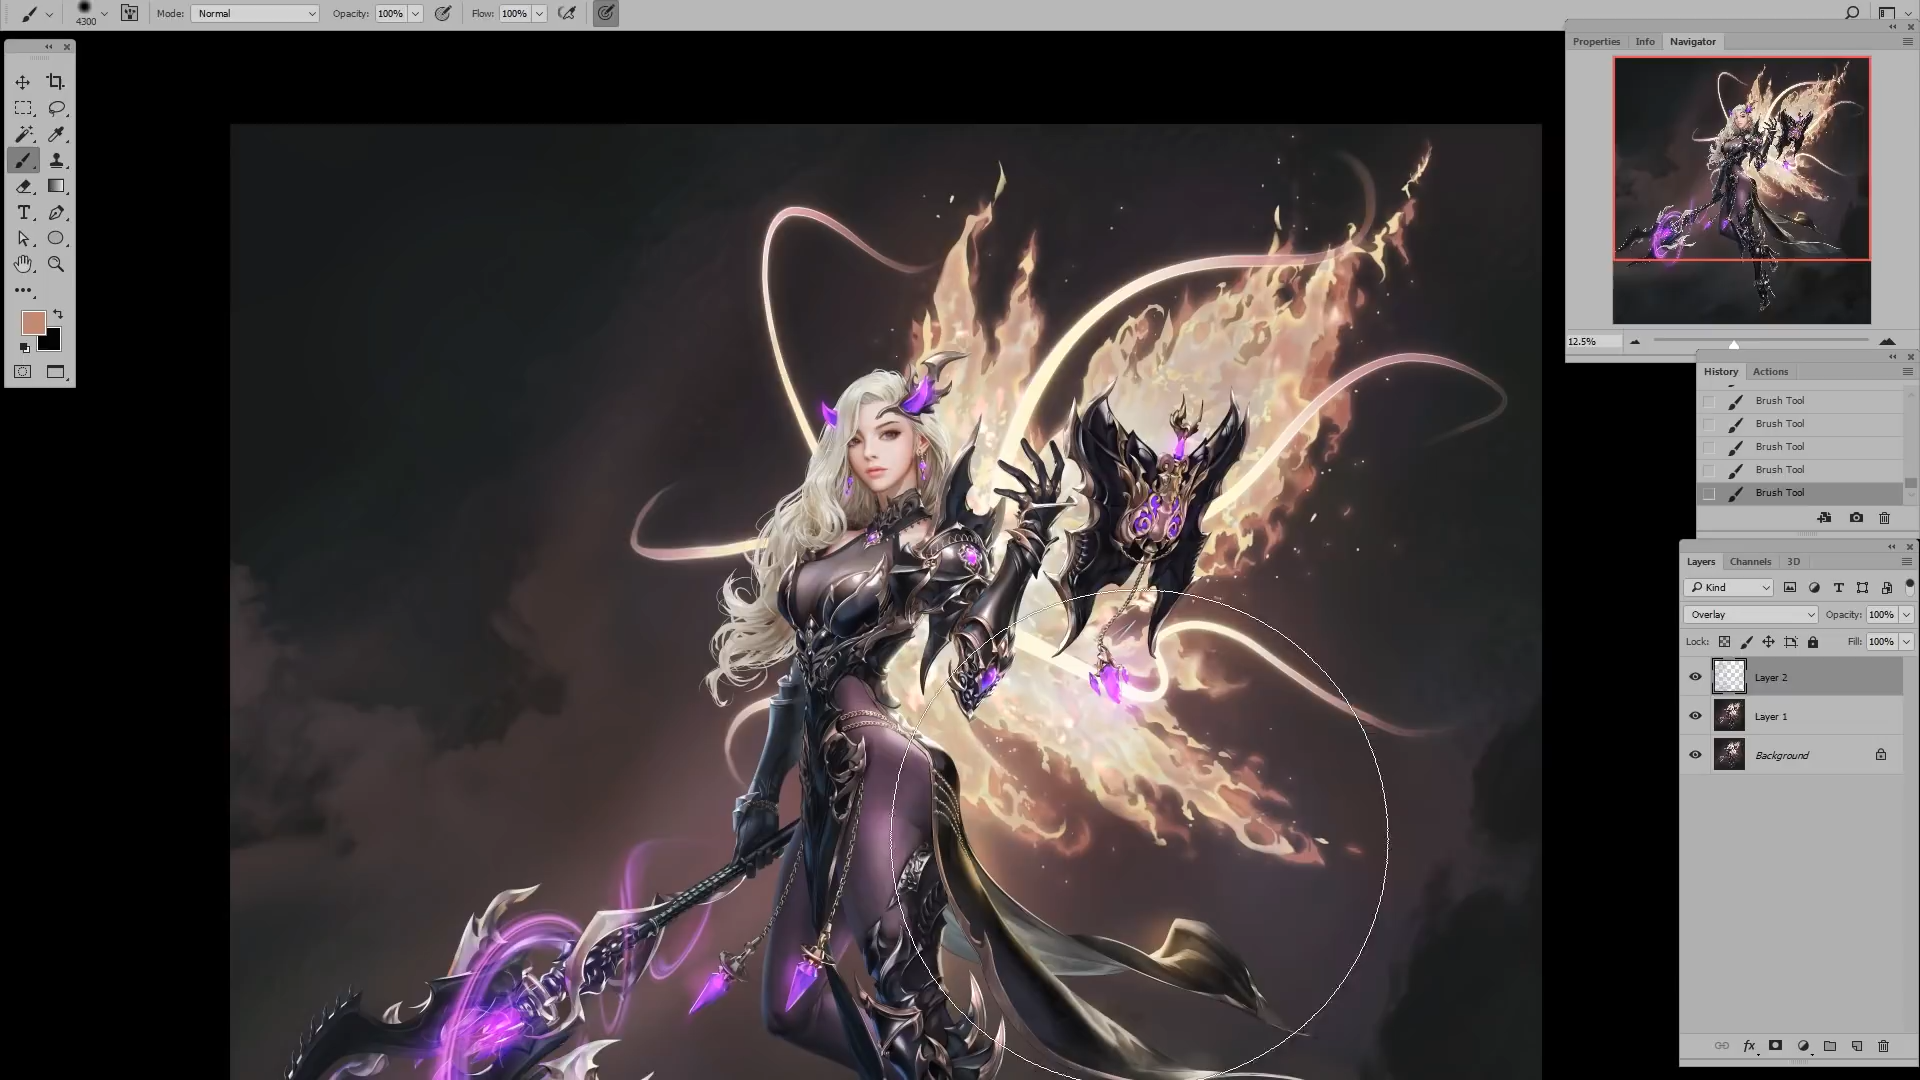 4300 Mode: Normal Opacity: 100% Flow: 100%
Properties Info Navigator
12.5%
History Actions
Brush Tool
Brush Tool
Brush Tool
Brush Tool
Brush Tool
Layers Channels 3D
Kind
Overlay Opacity: 100%
Lock: Fill: 100%
Layer 2
Layer 1
Background